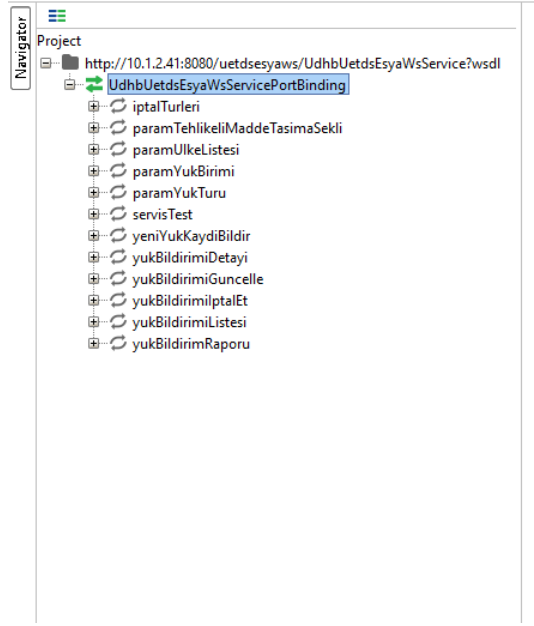 Navigator
Project
http://10.1.2.41:8080/uetdsesyaws/UdhbUetdsEsyaWsService?wsdl
UdhbUetdsEsyaWsServicePortBinding
iptalTurleri
paramTehlikeliMaddeTasimaSekli
paramUlkeListesi
paramYukBirimi
paramYukTuru
servisTest
yeniYukKaydiBildir
yukBildirimiDetayi
yukBildirimiGuncelle
yukBildirimiIptalEt
yukBildirimiListesi
yukBildirimRaporu